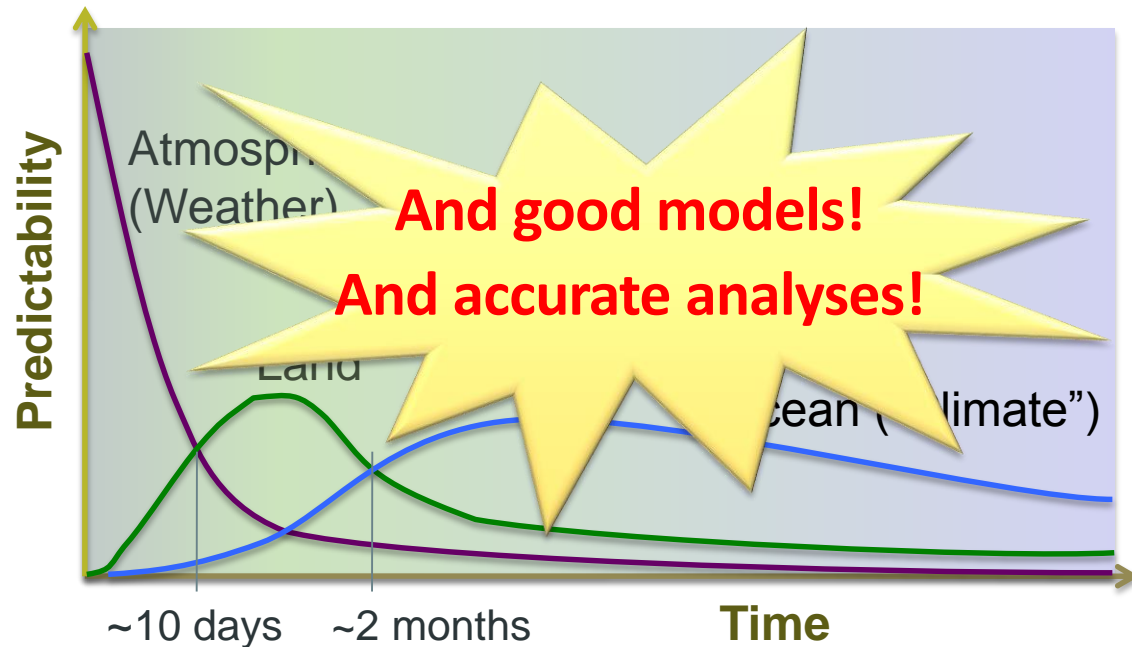 Predictability
Atmosph
(Weather)
And good models!
And accurate analyses!
Land
cean ( limate”)
~10 days
~2 months
Time